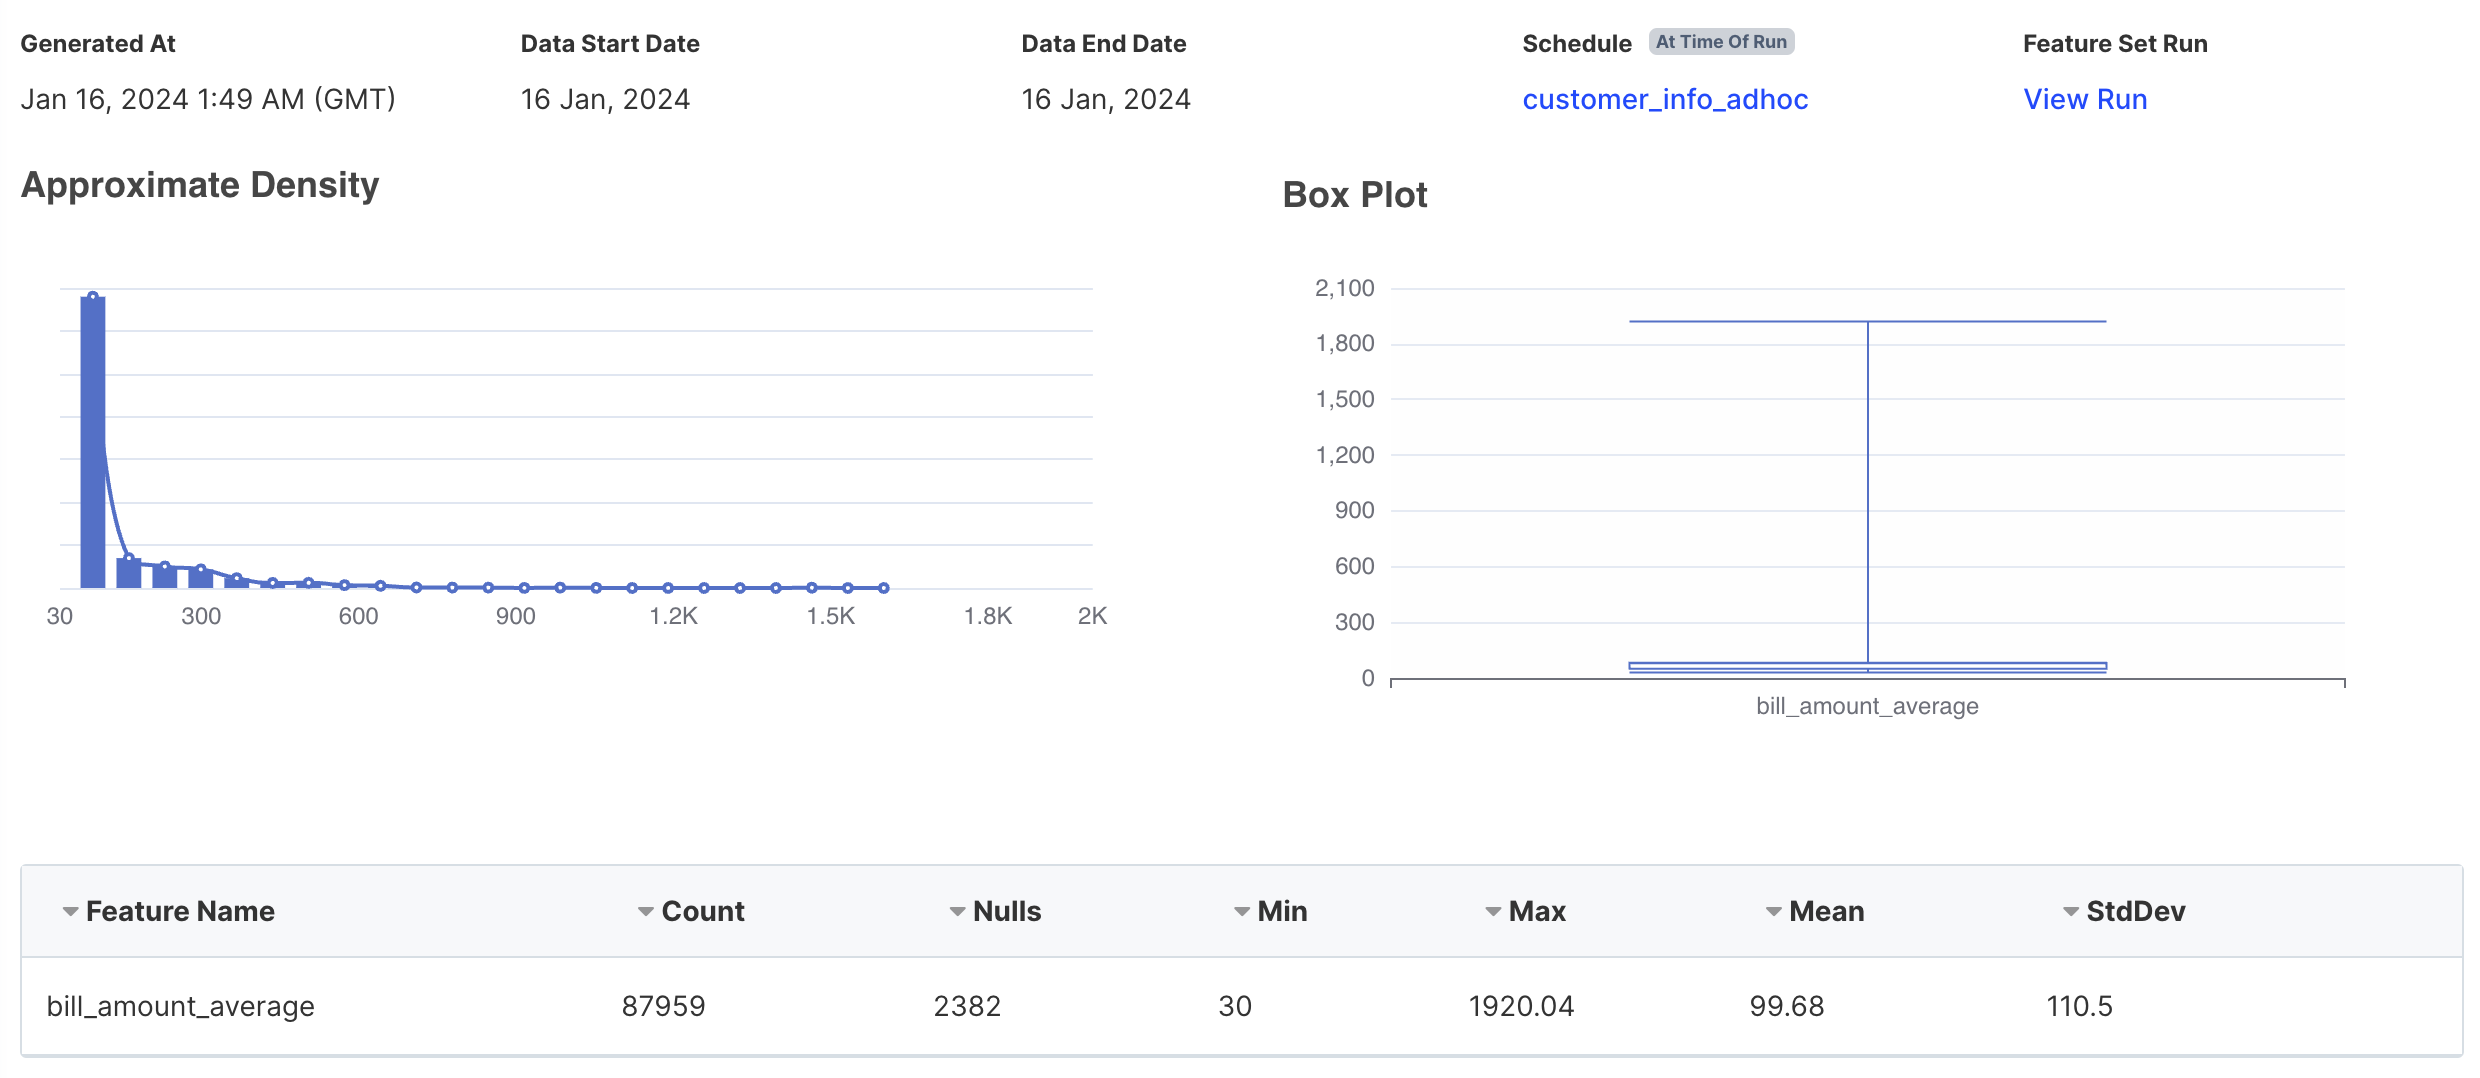 Generated At
Data Start Date
Data End Date
Schedule At Time Of Run
Feature Set Run
Jan 16, 2024 1:49 AM (GMT)
16 Jan, 2024
16 Jan, 2024
customer_info_adhoc
View Run
Approximate Density
30 300 600 900 1.2K 1.5K 1.8K 2K
Box Plot
2,100
1,800
1,500
1,200
900
600
300
0
bill_amount_average
Feature Name Count Nulls Min Max Mean StdDev
bill_amount_average 87959 2382 30 1920.04 99.68 110.5